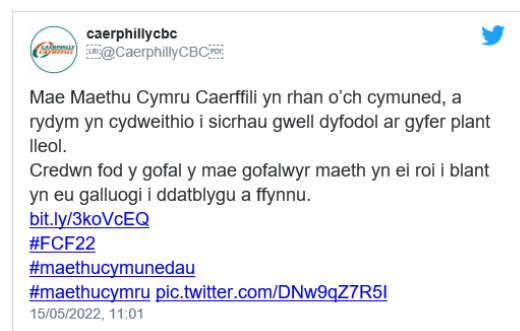 caerphillycbc
@CaerphillyCBC
Mae Maethu Cymru Caerffili yn rhan o'ch cymuned, a
rydym yn cydweithio i sicrhau gwell dyfodol ar gyfer plant
lleol.
Credwn fod y gofal y mae gofalwyr maeth yn ei roi i blant
yn eu galluogi i ddatblygu a ffynnu.
bit.ly/3koVcEQ
#FCF22
#maethucymunedau
#maethucymru pic.twitter.com/DNw9qZ7R5I
15/05/2022, 11:01